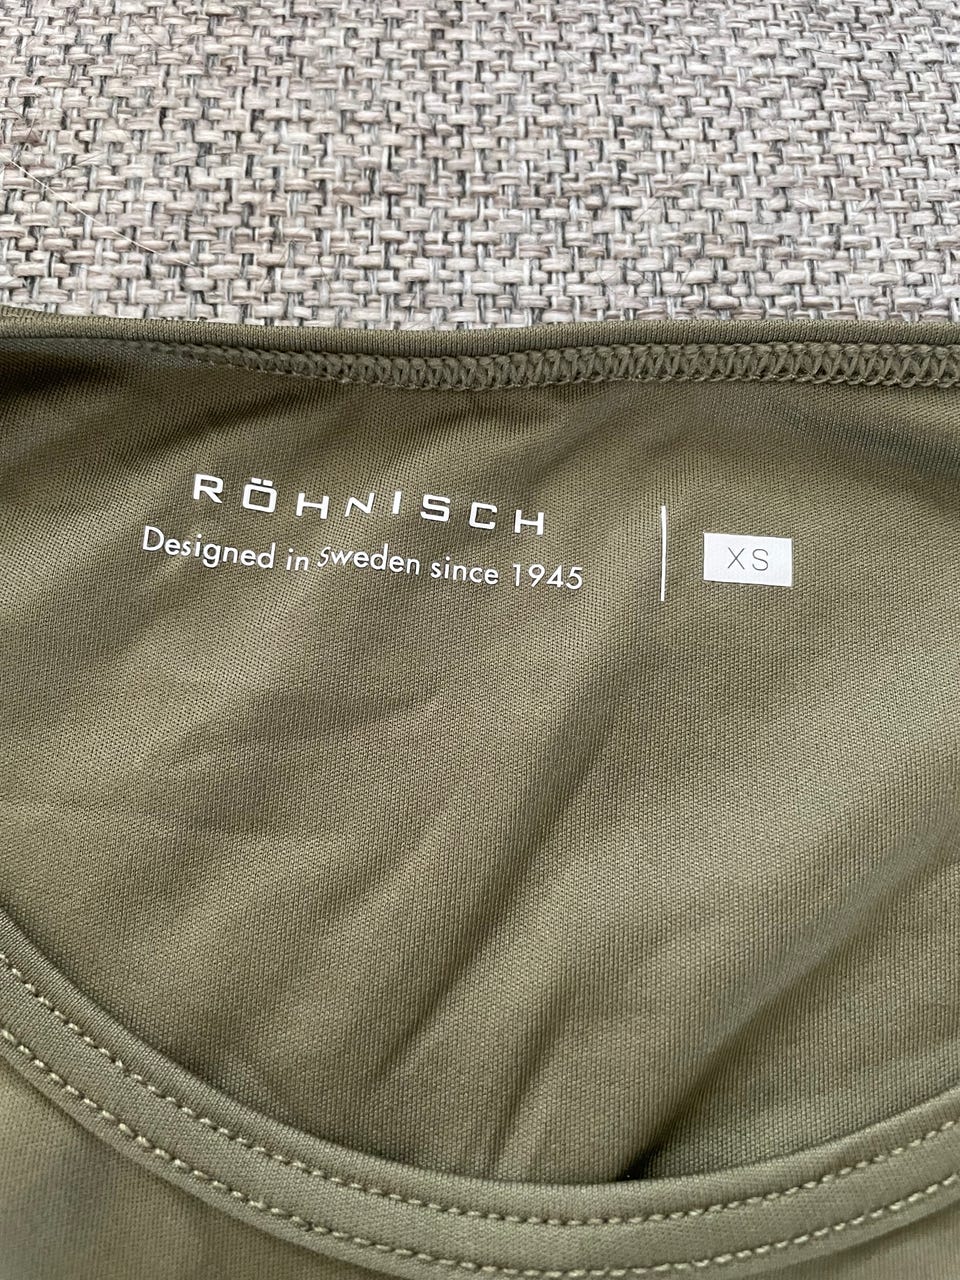 RÖHNISCH
Designed in Sweden since 1945
XS